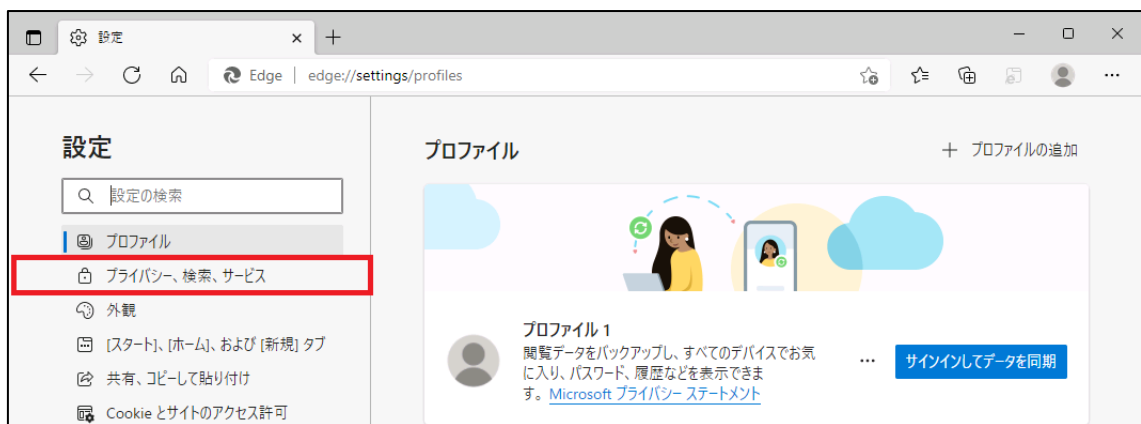 設定
Edge | edge://settings/profiles
設定
設定の検索
プロファイル
プライバシー、検索、サービス
外観
[スタート]、[ホーム]、および [新規] タブ
共有、コピーして貼り付け
Cookie とサイトのアクセス許可
プロファイル
プロファイルの追加
プロファイル 1
閲覧データをバックアップし、すべてのデバイスでお気
に入り、パスワード、履歴などを表示できま
す。Microsoft プライバシー ステートメント
サインインしてデータを同期